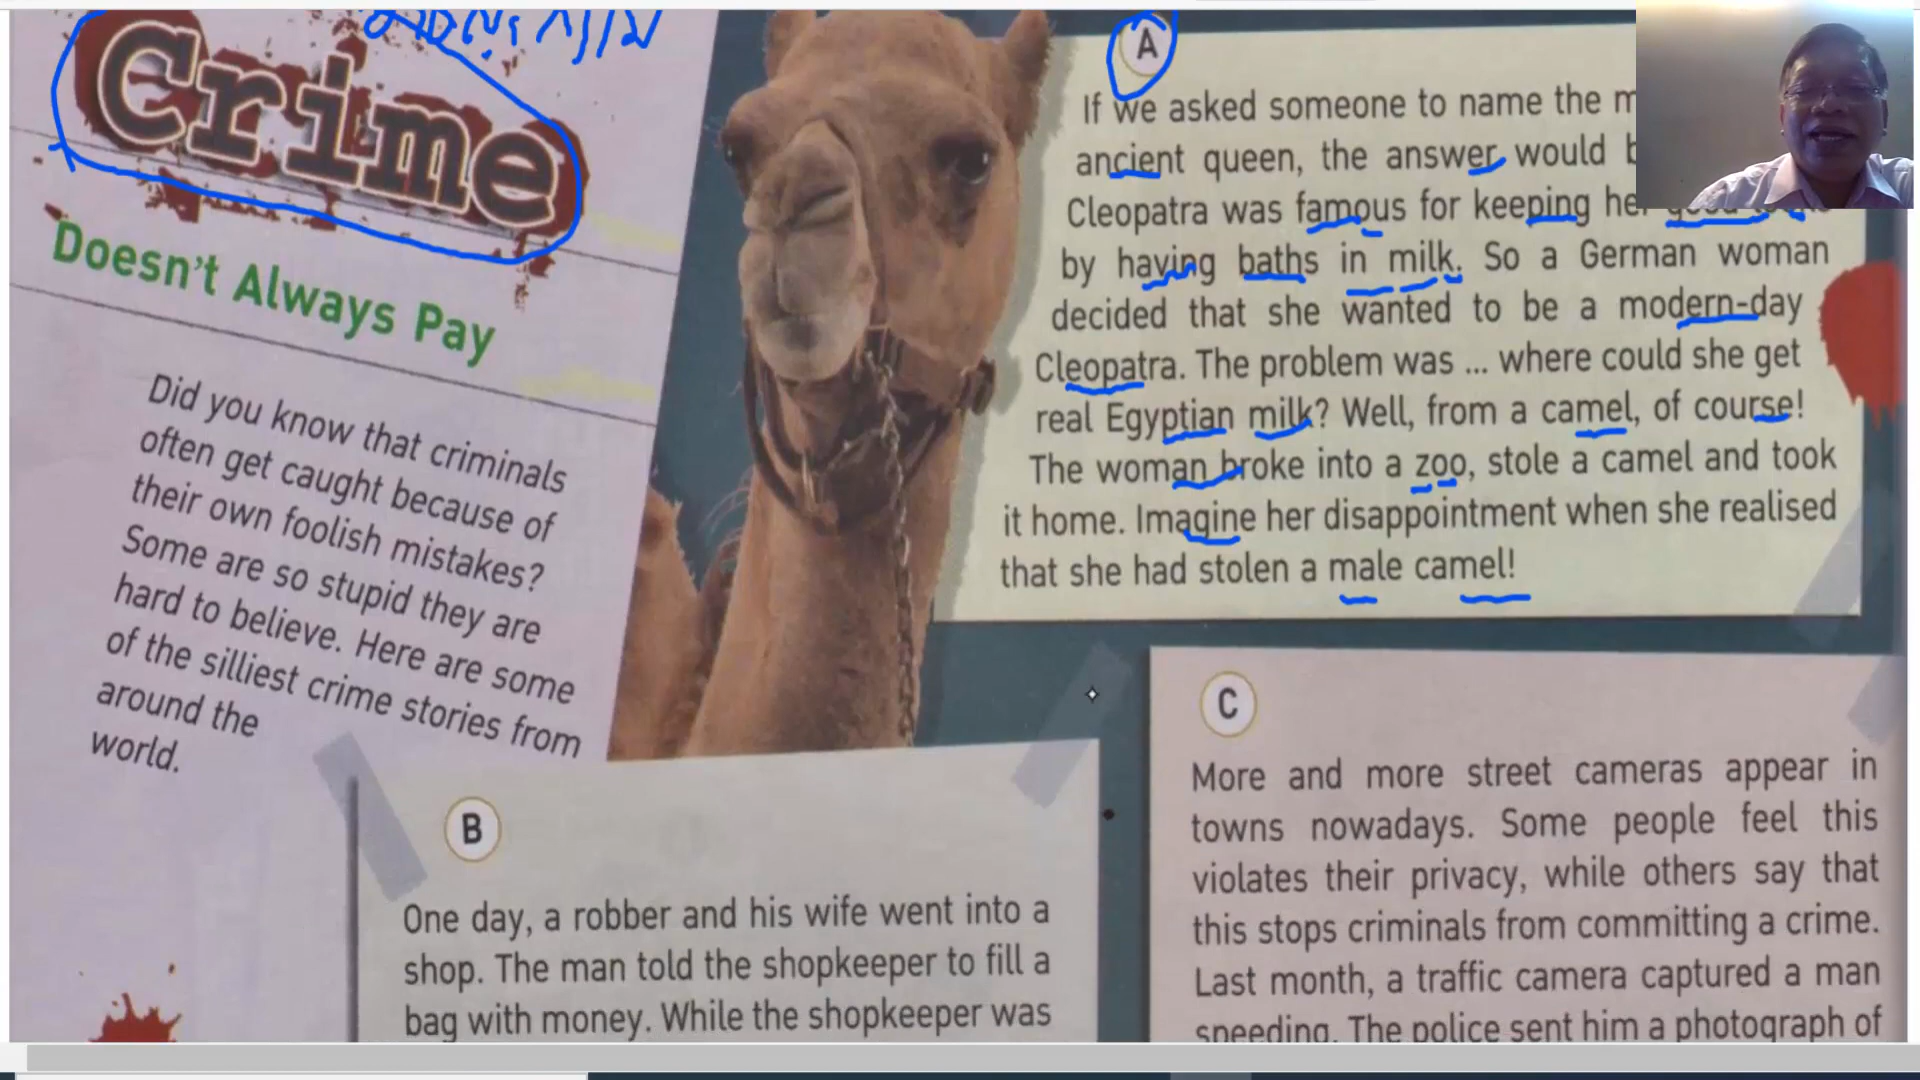 Crime
Doesn't Always Pay
Did you know that criminals
often get caught because of
their own foolish mistakes?
Some are so stupid they are
hard to believe. Here are some
of the silliest crime stories from
around the
world.
A
If we asked someone to name the
ancient queen, the answer would
Cleopatra was famous for keeping her
by having baths in milk. So a German woman
decided that she wanted to be a modern-day
Cleopatra. The problem was ... where could she get
real Egyptian milk? Well, from a camel, of course!
The woman broke into a zoo, stole a camel and took
it home. Imagine her disappointment when she realised
that she had stolen a male camel!
B
One day, a robber and his wife went into a
shop. The man told the shopkeeper to fill a
bag with money. While the shopkeeper was
C
More and more street cameras appear in
towns nowadays. Some people feel this
violates their privacy, while others say that
this stops criminals from committing a crime.
Last month, a traffic camera captured a man
speeding. The police sent him a photograph of